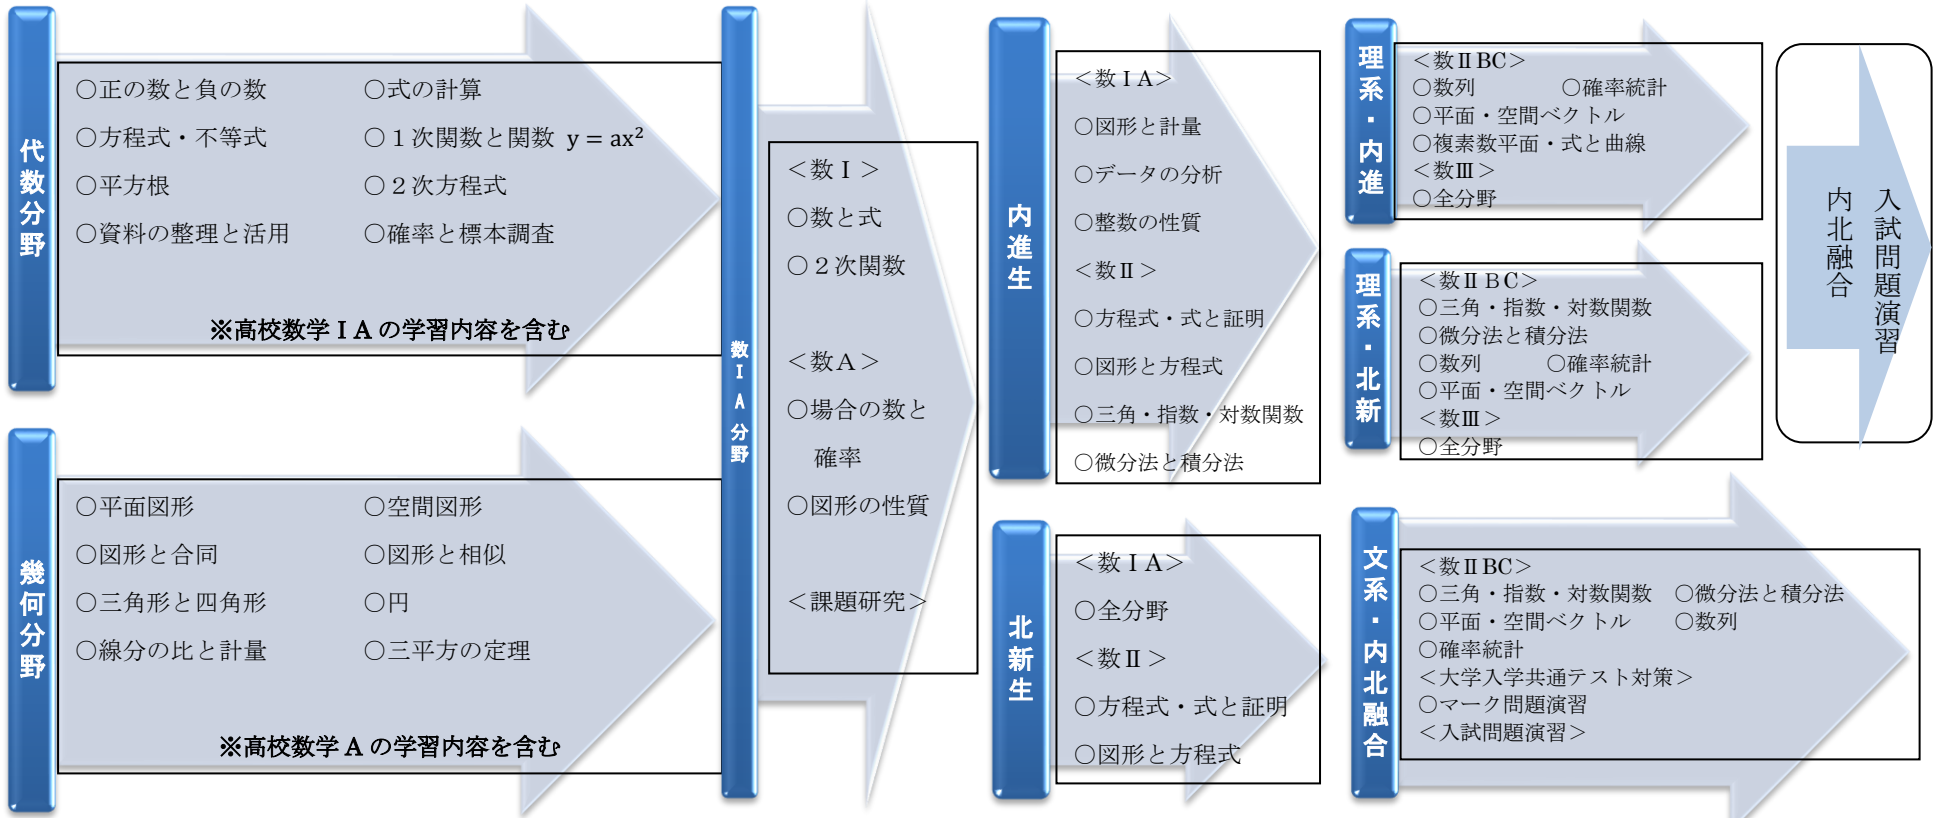 代数分野
○正の数と負の数 ○式の計算
○方程式・不等式 ○1次関数と関数 y = ax²
○平方根 ○2次方程式
○資料の整理と活用 ○確率と標本調査
※高校数学ⅠAの学習内容を含む
幾何分野
○平面図形 ○空間図形
○図形と合同 ○図形と相似
○三角形と四角形 ○円
○線分の比と計量 ○三平方の定理
※高校数学Aの学習内容を含む
数ⅠA分野
<数Ⅰ>
○数と式
○2次関数
<数A>
○場合の数と
確率
○図形の性質
<課題研究>
内進生
<数ⅠA>
○図形と計量
○データの分析
○整数の性質
<数Ⅱ>
○方程式・式と証明
○図形と方程式
○三角・指数・対数関数
○微分法と積分法
北新生
<数ⅠA>
○全分野
<数Ⅱ>
○方程式・式と証明
○図形と方程式
理系・内進
<数ⅡBC>
○数列 ○確率統計
○平面・空間ベクトル
○複素数平面・式と曲線
<数Ⅲ>
○全分野
理系・北新
<数ⅡBC>
○三角・指数・対数関数
○微分法と積分法
○数列 ○確率統計
○平面・空間ベクトル
<数Ⅲ>
○全分野
文系・内北融合
<数ⅡBC>
○三角・指数・対数関数 ○微分法と積分法
○平面・空間ベクトル ○数列
○確率統計
<大学入学共通テスト対策>
○マーク問題演習
<入試問題演習>
入試問題演習
内北融合